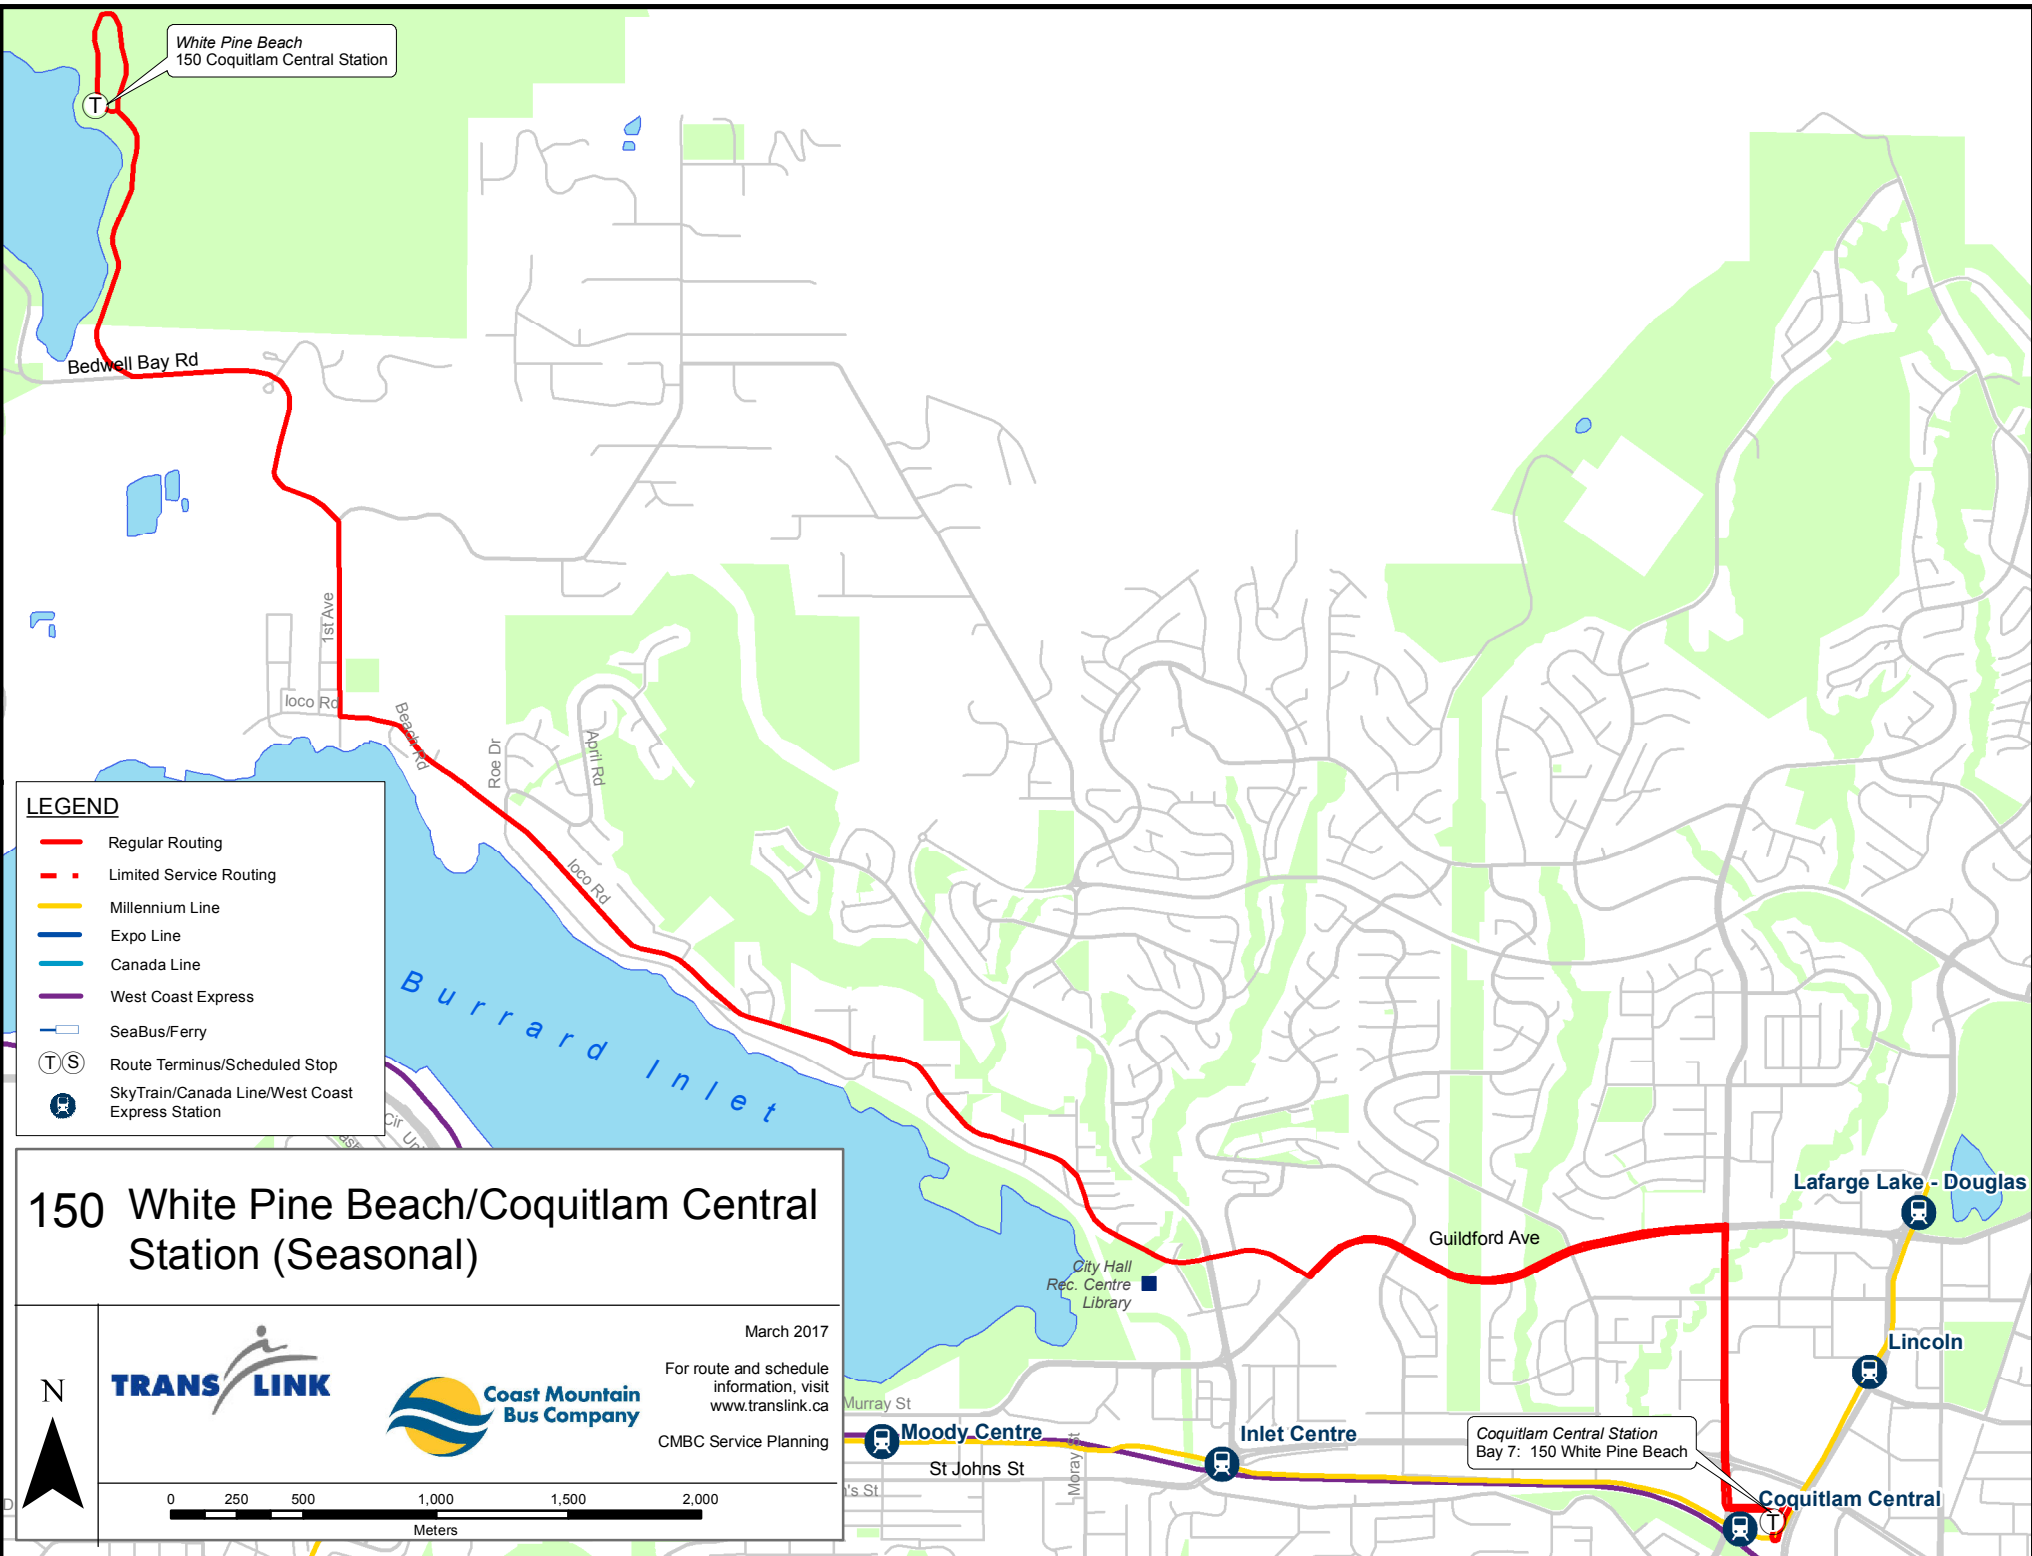 White Pine Beach
150 Coquitlam Central Station
Bedwell Bay Rd
1st Ave
Ioco Rd
Beach Rd
Roe Dr
April Rd
Ioco Rd
Burrard Inlet
LEGEND
Regular Routing
Limited Service Routing
Millennium Line
Expo Line
Canada Line
West Coast Express
SeaBus/Ferry
T S Route Terminus/Scheduled Stop
SkyTrain/Canada Line/West Coast
Express Station
Cir
T
Lafarge Lake - Douglas
Guildford Ave
City Hall
Rec. Centre
Library
Lincoln
150 White Pine Beach/Coquitlam Central
Station (Seasonal)
N
TRANS LINK
Coast Mountain
Bus Company
March 2017
For route and schedule
information, visit
www.translink.ca
CMBC Service Planning
0 250 500 1,000 1,500 2,000
Meters
Murray St
Moody Centre
St Johns St
Moray St
Inlet Centre
Coquitlam Central Station
Bay 7: 150 White Pine Beach
Coquitlam Central
T